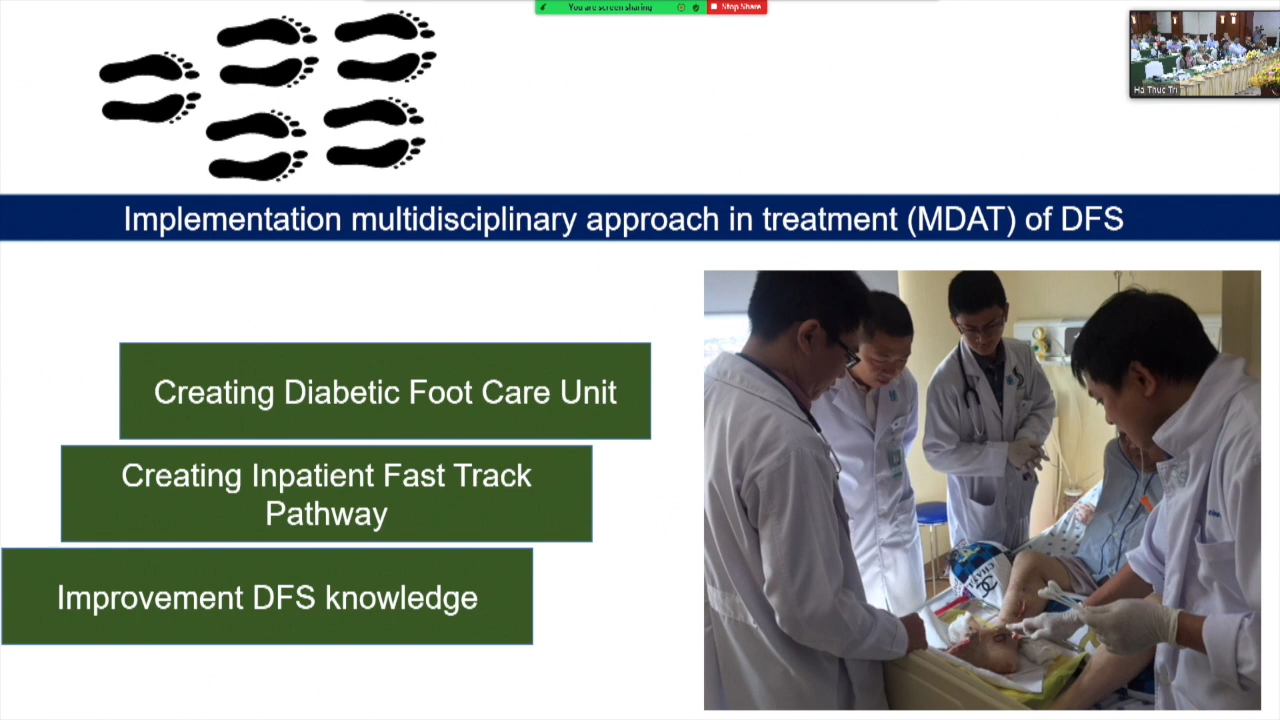 You are screen sharing
Stop Share
Ha Thuc Tri
Implementation multidisciplinary approach in treatment (MDAT) of DFS
Creating Diabetic Foot Care Unit
Creating Inpatient Fast Track
Pathway
Improvement DFS knowledge